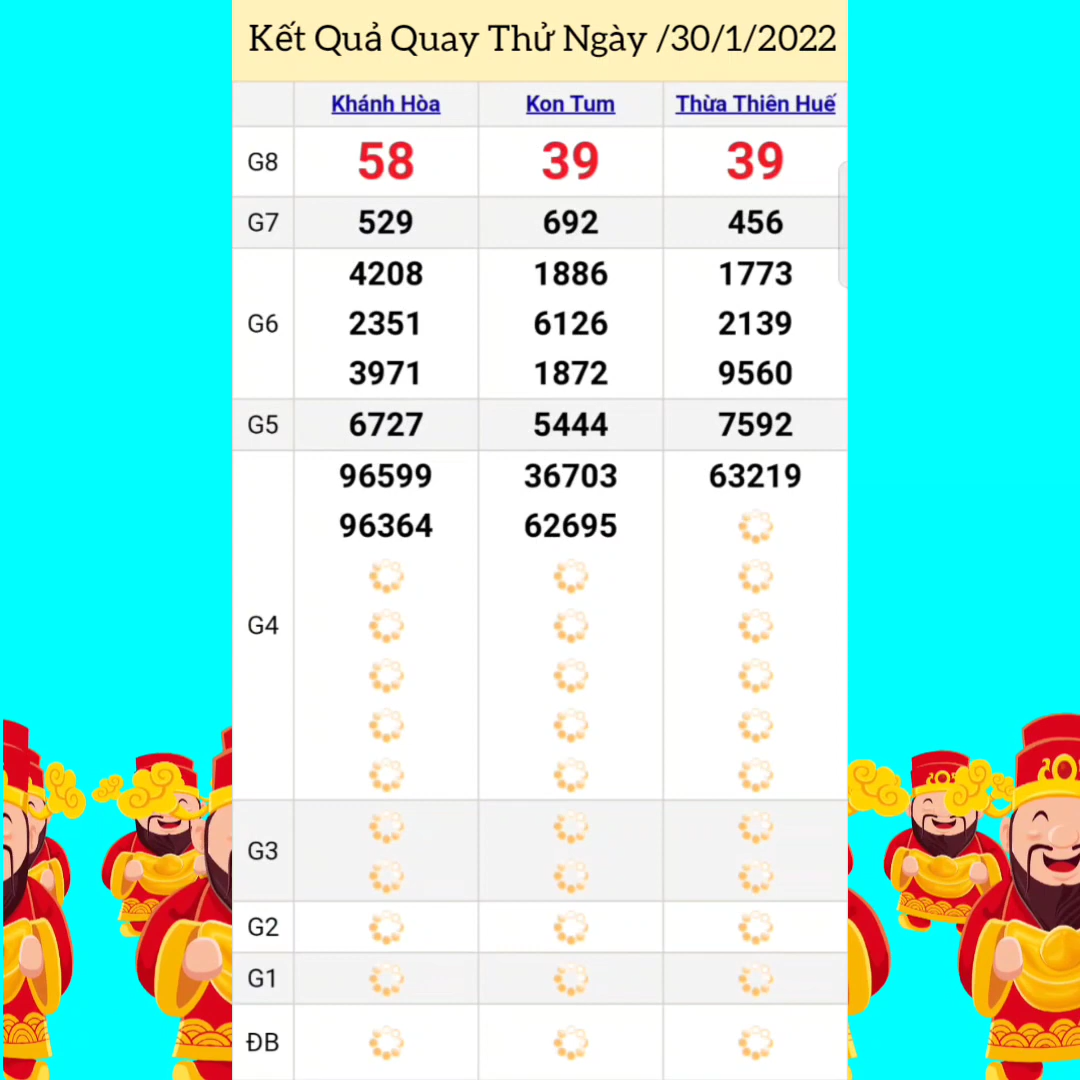 Kết Quả Quay Thử Ngày /30/1/2022
Khánh Hòa Kon Tum Thừa Thiên Huế
G8 58 39 39
G7 529 692 456
4208 1886 1773
G6 2351 6126 2139
3971 1872 9560
G5 6727 5444 7592
96599 36703 63219
96364 62695
G4
G3
G2
G1
ĐB